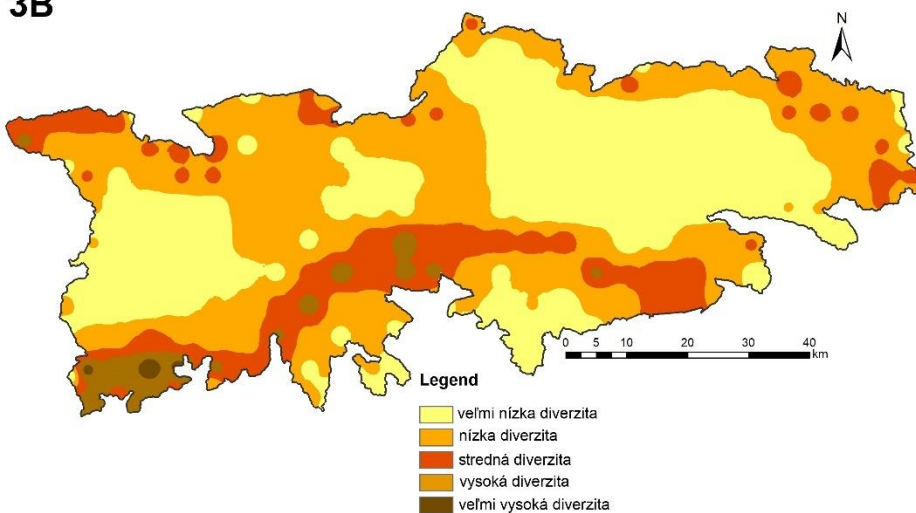 3B
N
0 5 10 20 30 40
km
Legend
veľmi nízka diverzita
nízka diverzita
stredná diverzita
vysoká diverzita
veľmi vysoká diverzita